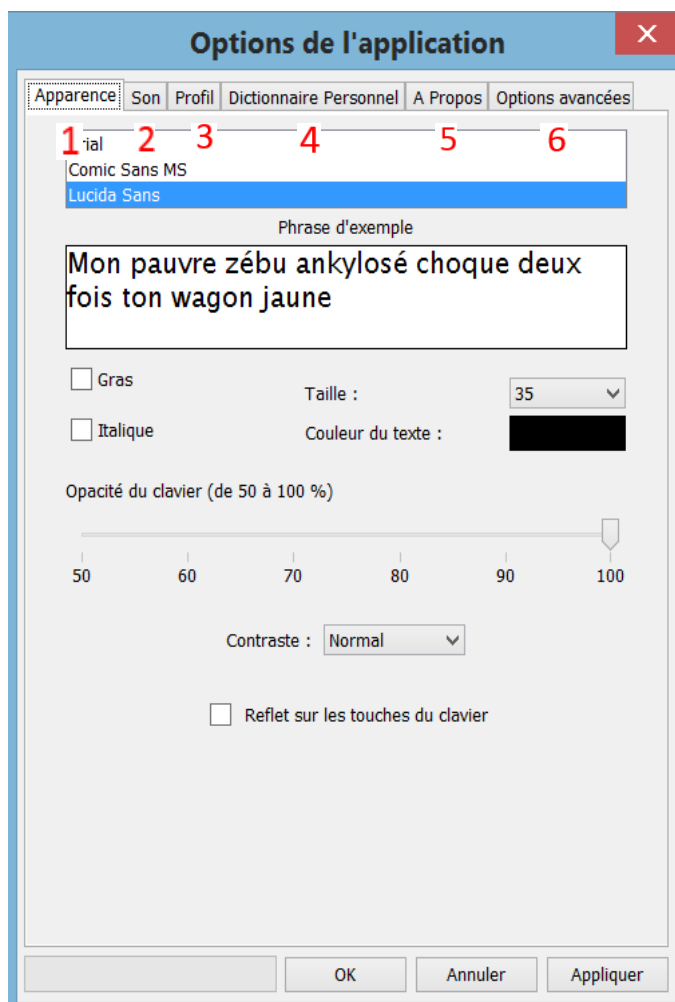 Options de l'application
Apparence Son Profil Dictionnaire Personnel A Propos Options avancées
1 2 3 4 5 6
rial
Comic Sans MS
Lucida Sans
Phrase d'exemple
Mon pauvre zébu ankylosé choque deux
fois ton wagon jaune
Gras
Taille : 35
Italique
Couleur du texte :
Opacité du clavier (de 50 à 100 %)
50 60 70 80 90 100
Contraste : Normal
Reflet sur les touches du clavier
OK Annuler Appliquer